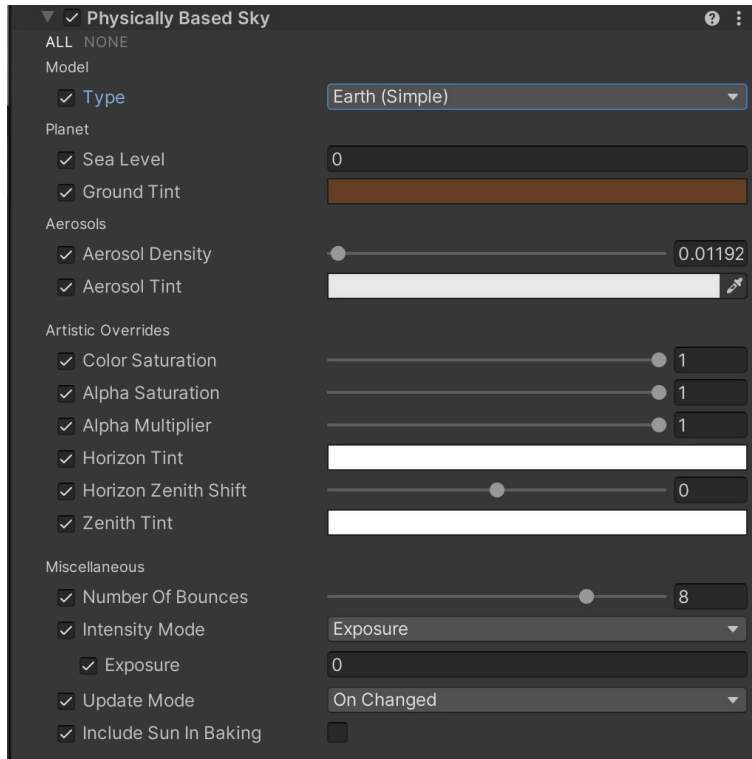 Physically Based Sky
ALL NONE
Model
Type Earth (Simple)
Planet
Sea Level 0
Ground Tint
Aerosols
Aerosol Density 0.01192
Aerosol Tint
Artistic Overrides
Color Saturation 1
Alpha Saturation 1
Alpha Multiplier 1
Horizon Tint
Horizon Zenith Shift 0
Zenith Tint
Miscellaneous
Number Of Bounces 8
Intensity Mode Exposure
Exposure 0
Update Mode On Changed
Include Sun In Baking